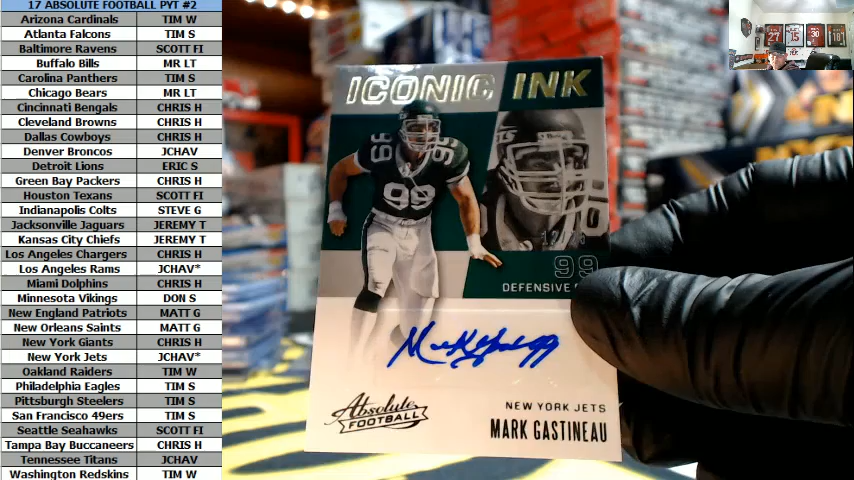 17 ABSOLUTE FOOTBALL PYT #2
Arizona Cardinals TIM W
Atlanta Falcons TIM S
Baltimore Ravens SCOTT FI
Buffalo Bills MR LT
Carolina Panthers TIM S
Chicago Bears MR LT
Cincinnati Bengals CHRIS H
Cleveland Browns CHRIS H
Dallas Cowboys CHRIS H
Denver Broncos JCHAV
Detroit Lions ERIC S
Green Bay Packers CHRIS H
Houston Texans SCOTT FI
Indianapolis Colts STEVE G
Jacksonville Jaguars JEREMY T
Kansas City Chiefs JEREMY T
Los Angeles Chargers CHRIS H
Los Angeles Rams JCHAV*
Miami Dolphins CHRIS H
Minnesota Vikings DON S
New England Patriots MATT G
New Orleans Saints MATT G
New York Giants CHRIS H
New York Jets JCHAV*
Oakland Raiders TIM W
Philadelphia Eagles TIM S
Pittsburgh Steelers TIM S
San Francisco 49ers TIM S
Seattle Seahawks SCOTT FI
Tampa Bay Buccaneers CHRIS H
Tennessee Titans JCHAV
Washington Redskins TIM W
ICONIC INK
99
99
DEFENSIVE
Absolute
FOOTBALL
NEW YORK JETS
MARK GASTINEAU
27
15
30
18